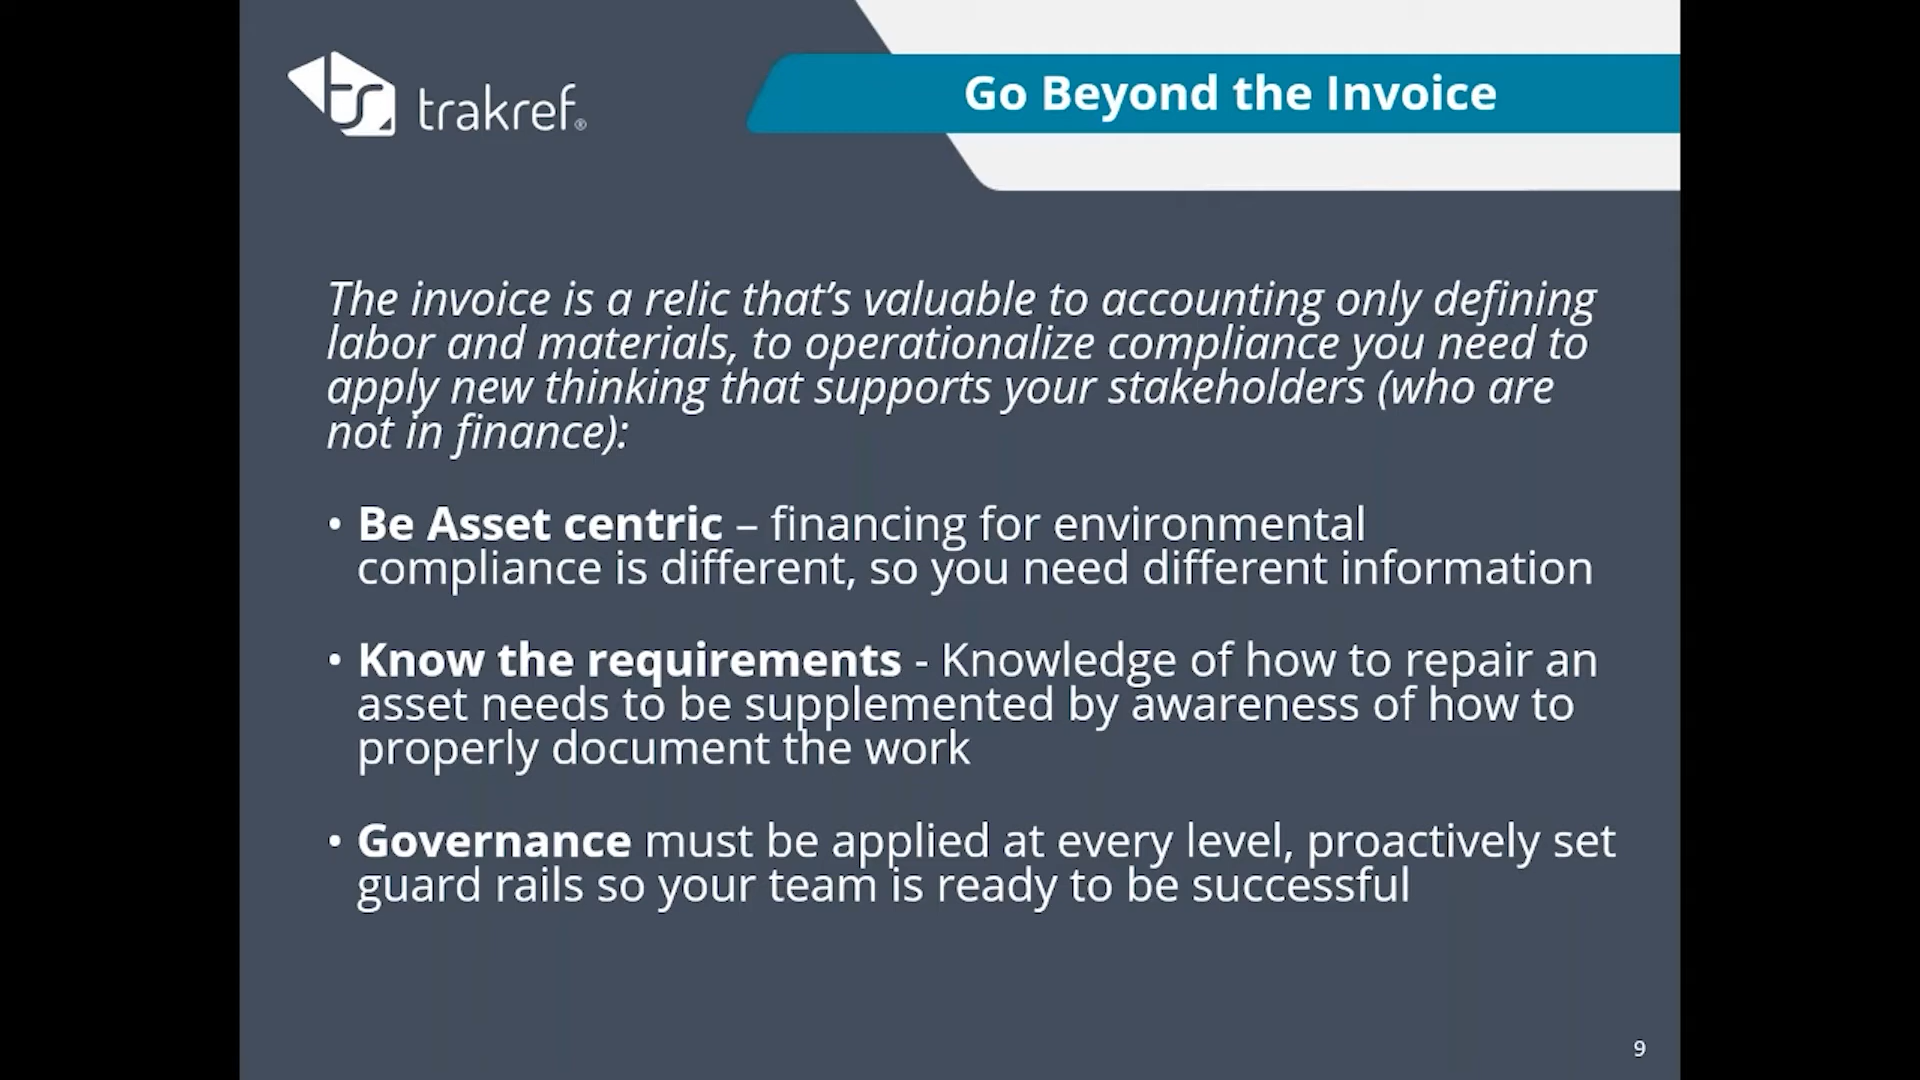 trakref®
Go Beyond the Invoice
The invoice is a relic that's valuable to accounting only defining
labor and materials, to operationalize compliance you need to
apply new thinking that supports your stakeholders (who are
not in finance):
• Be Asset centric – financing for environmental
compliance is different, so you need different information
• Know the requirements - Knowledge of how to repair an
asset needs to be supplemented by awareness of how to
properly document the work
• Governance must be applied at every level, proactively set
guard rails so your team is ready to be successful
9